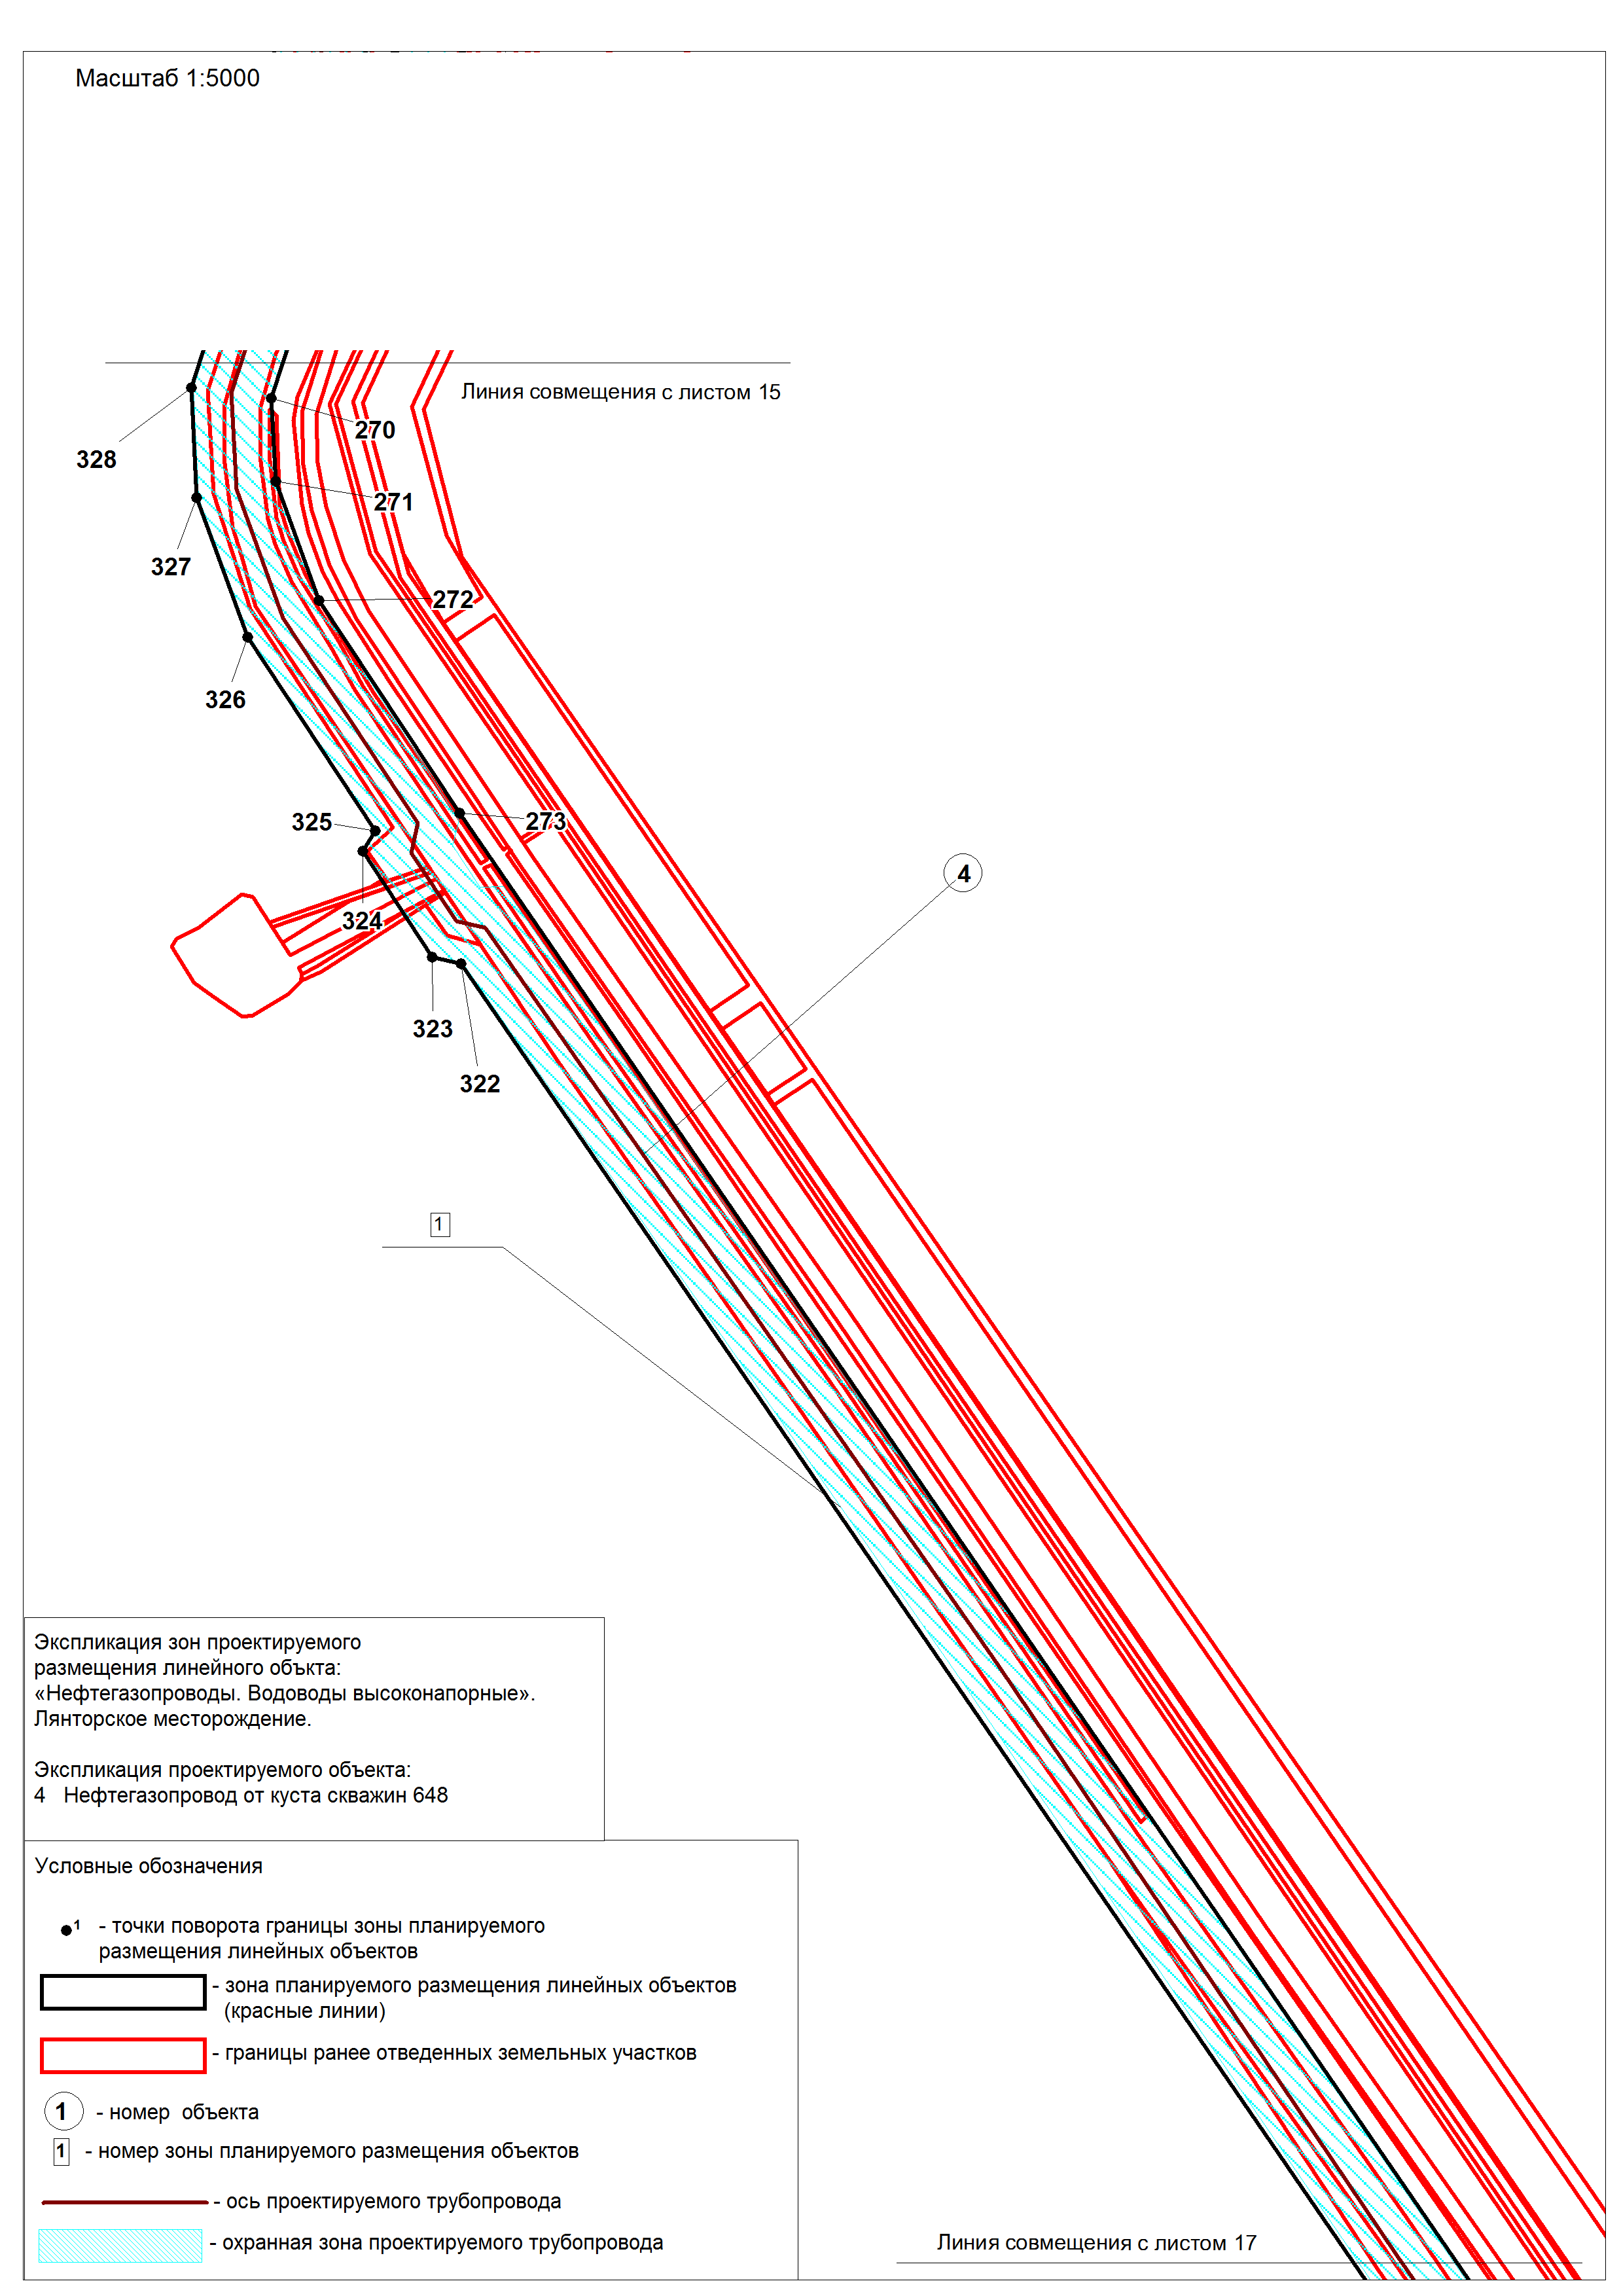 Масштаб 1:5000
Линия совмещения с листом 15
270
328
271
327
272
326
325
273
4
324
323
322
1
Экспликация зон проектируемого
размещения линейного объкта:
«Нефтегазопроводы. Водоводы высоконапорные».
Лянторское месторождение.
Экспликация проектируемого объекта:
4 Нефтегазопровод от куста скважин 648
Условные обозначения
1 - точки поворота границы зоны планируемого
размещения линейных объектов
- зона планируемого размещения линейных объектов
(красные линии)
- границы ранее отведенных земельных участков
1 - номер объекта
1 - номер зоны планируемого размещения объектов
- ось проектируемого трубопровода
- охранная зона проектируемого трубопровода
Линия совмещения с листом 17